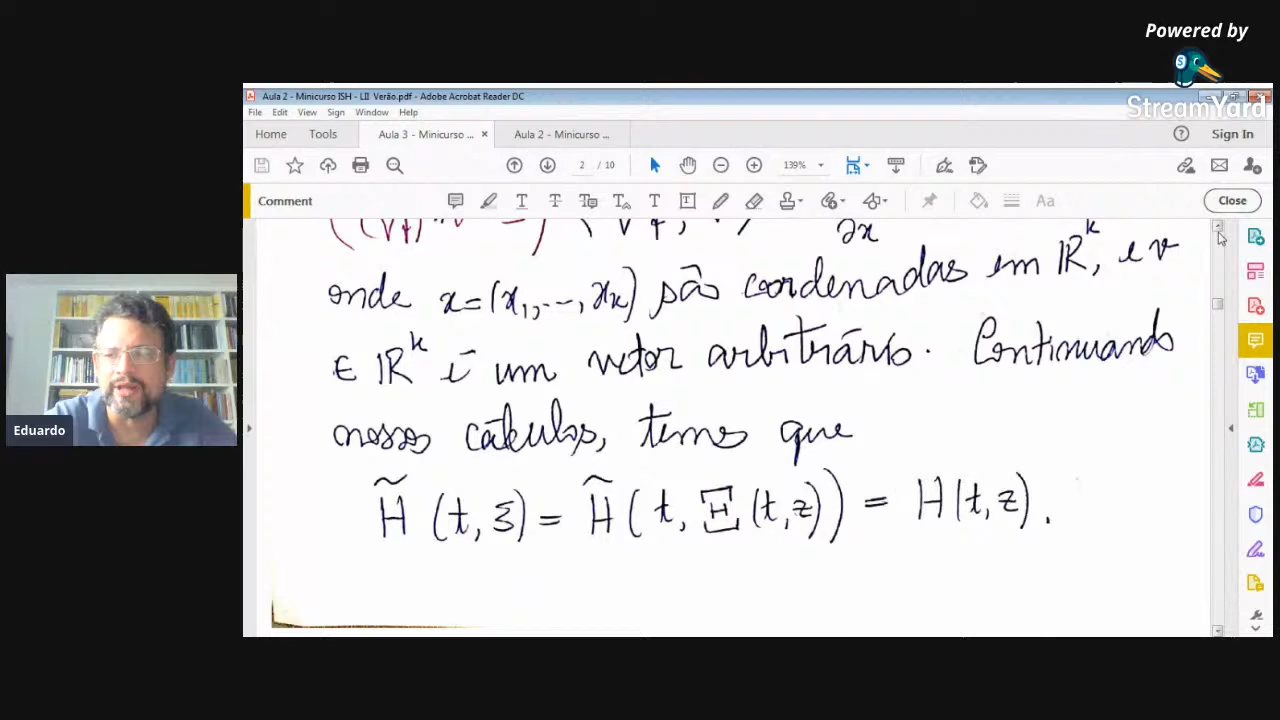 Powered by
StreamYard
Aula 2 - Minicurso ISH - LII Verão.pdf - Adobe Acrobat Reader DC
File Edit View Sign Window Help
Home Tools Aula 3 - Minicurso ... × Aula 2 - Minicurso ...
? Sign In
2 / 10 139%
Comment
Aa
Close
∂x
onde x=(x₁,---,xₖ) são coordenadas em ℝᵏ, e v
∈ ℝᵏ é um vetor arbitrário. Continuando
nossos cálculos, temos que
H̃ (t, ξ) = H̃ (t, Ξ (t,z)) = H(t,z).
Eduardo